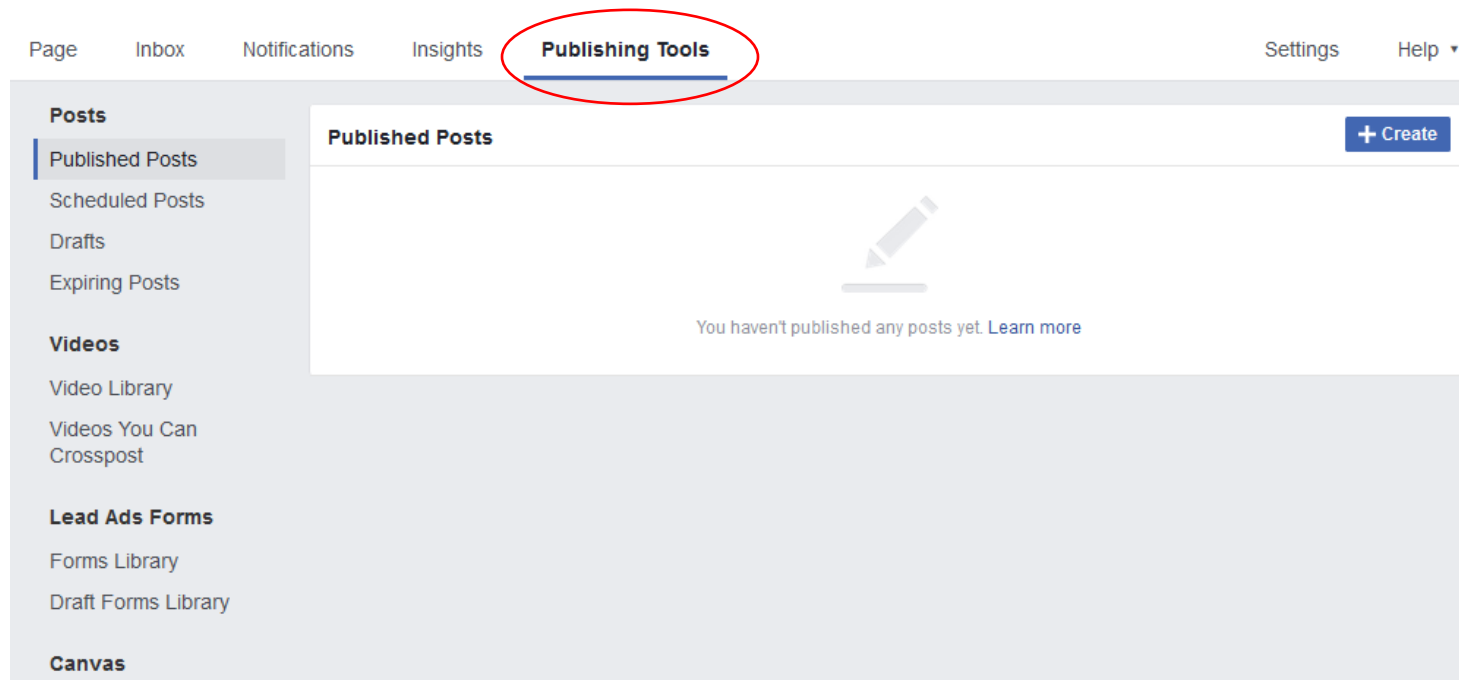 Page Inbox Notifications Insights Publishing Tools Settings Help
Posts
Published Posts
Scheduled Posts
Drafts
Expiring Posts
Videos
Video Library
Videos You Can
Crosspost
Lead Ads Forms
Forms Library
Draft Forms Library
Canvas
Published Posts
+ Create
You haven't published any posts yet. Learn more